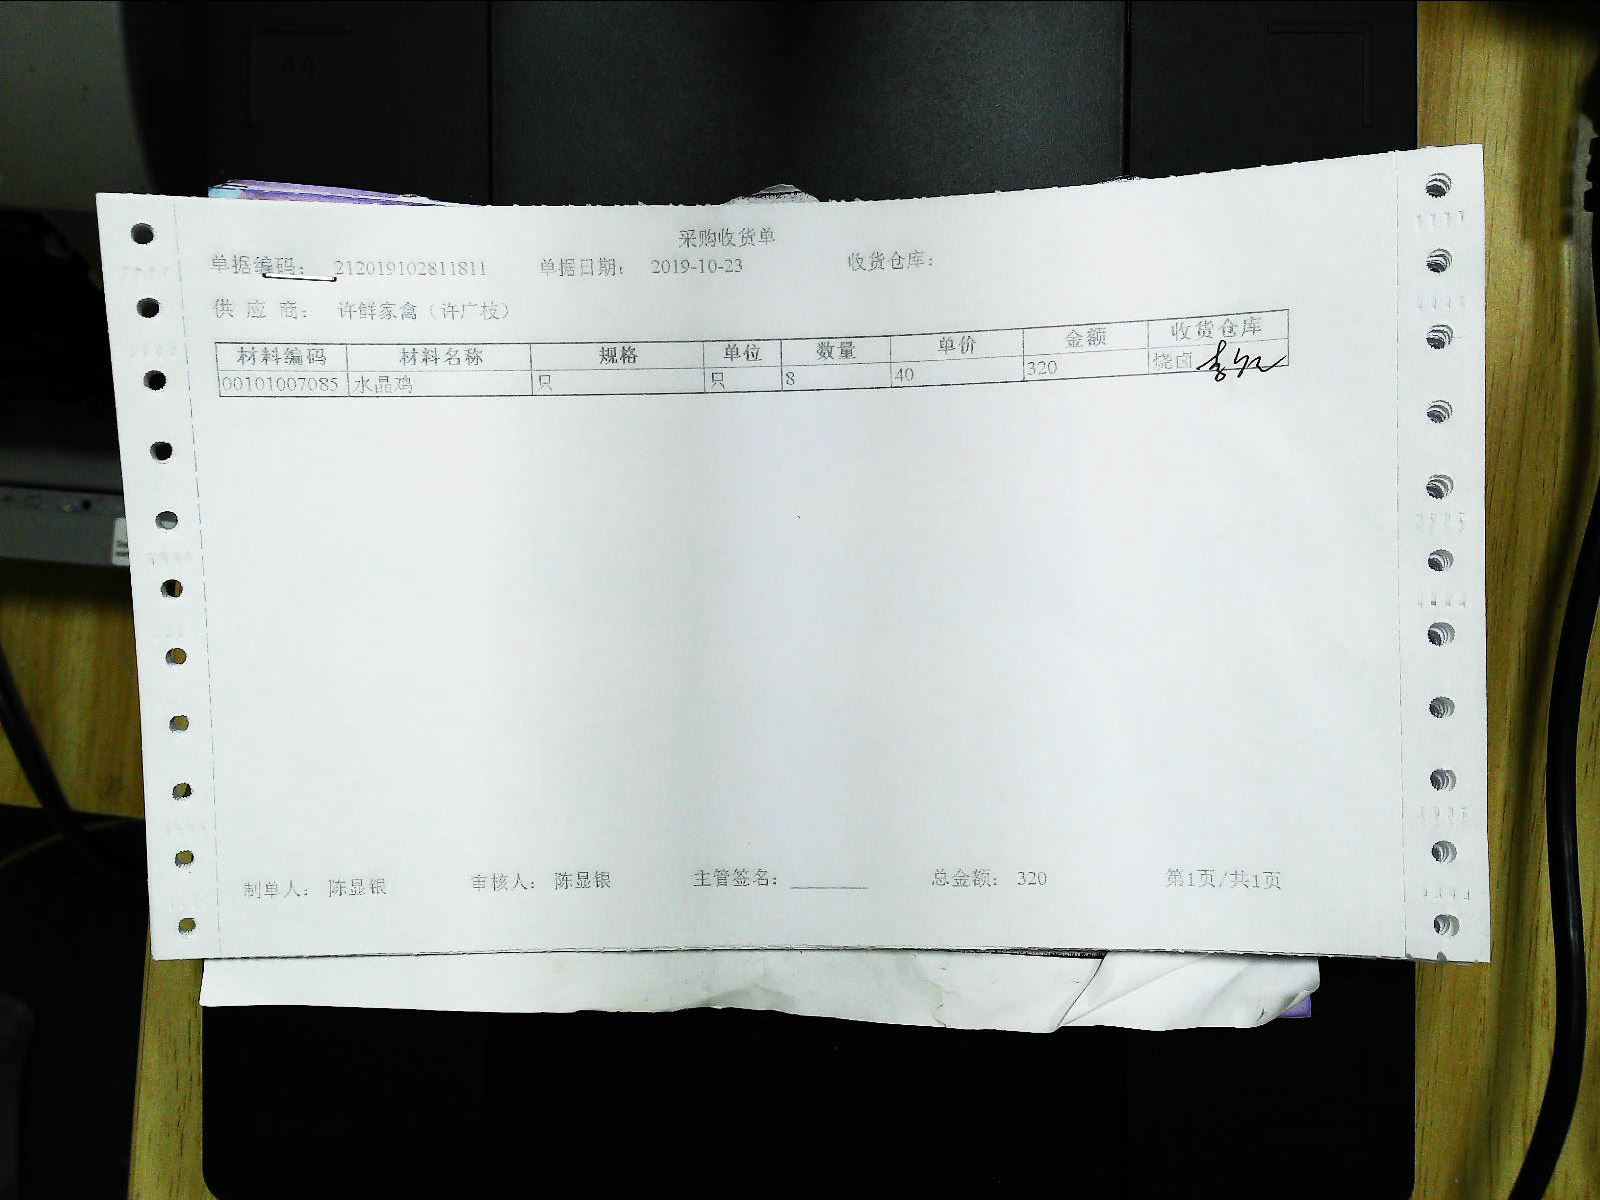 采购收货单
单据编码： 212019102811811 单据日期： 2019-10-23 收货仓库：
供 应 商： 许鲜家禽（许广枝）
材料编码 材料名称 规格 单位 数量 单价 金额 收货仓库
00101007085 水晶鸡 只 只 8 40 320 烧卤
制单人： 陈显银 审核人： 陈显银 主管签名：________ 总金额： 320 第1页/共1页